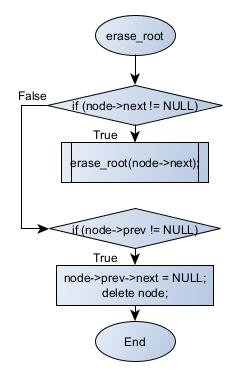 erase_root
if (node->next != NULL)
False
True
erase_root(node->next);
if (node->prev != NULL)
True
node->prev->next = NULL;
delete node;
End